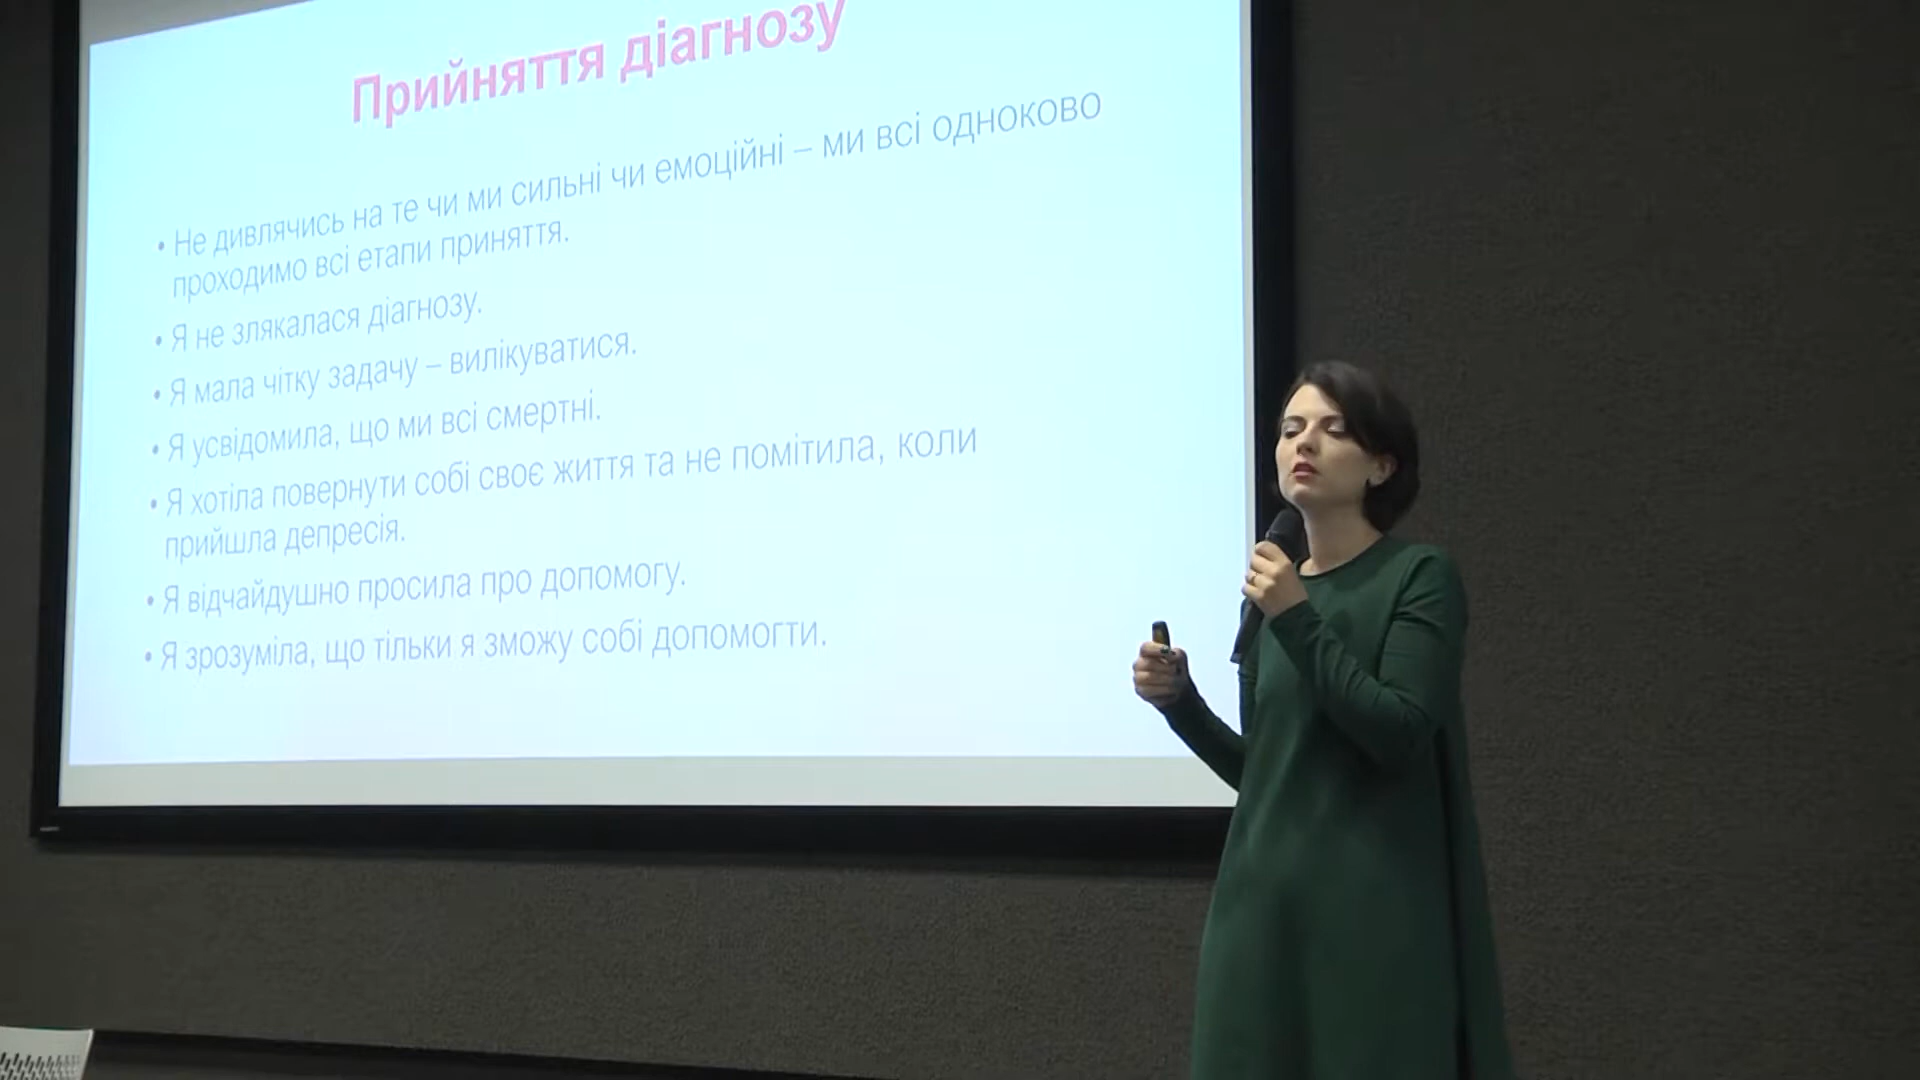 Прийняття діагнозу
• Не дивлячись на те чи ми сильні чи емоційні – ми всі одноково
проходимо всі етапи приняття.
• Я не злякалася діагнозу.
• Я мала чітку задачу – вилікуватися.
• Я усвідомила, що ми всі смертні.
• Я хотіла повернути собі своє життя та не помітила, коли
прийшла депресія.
• Я відчайдушно просила про допомогу.
• Я зрозуміла, що тільки я зможу собі допомогти.